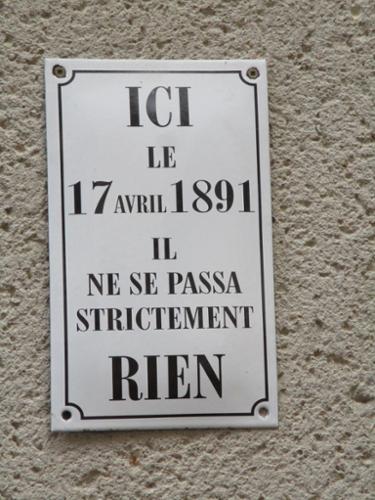 ICI
LE
17 AVRIL 1891
IL
NE SE PASSA
STRICTEMENT
RIEN